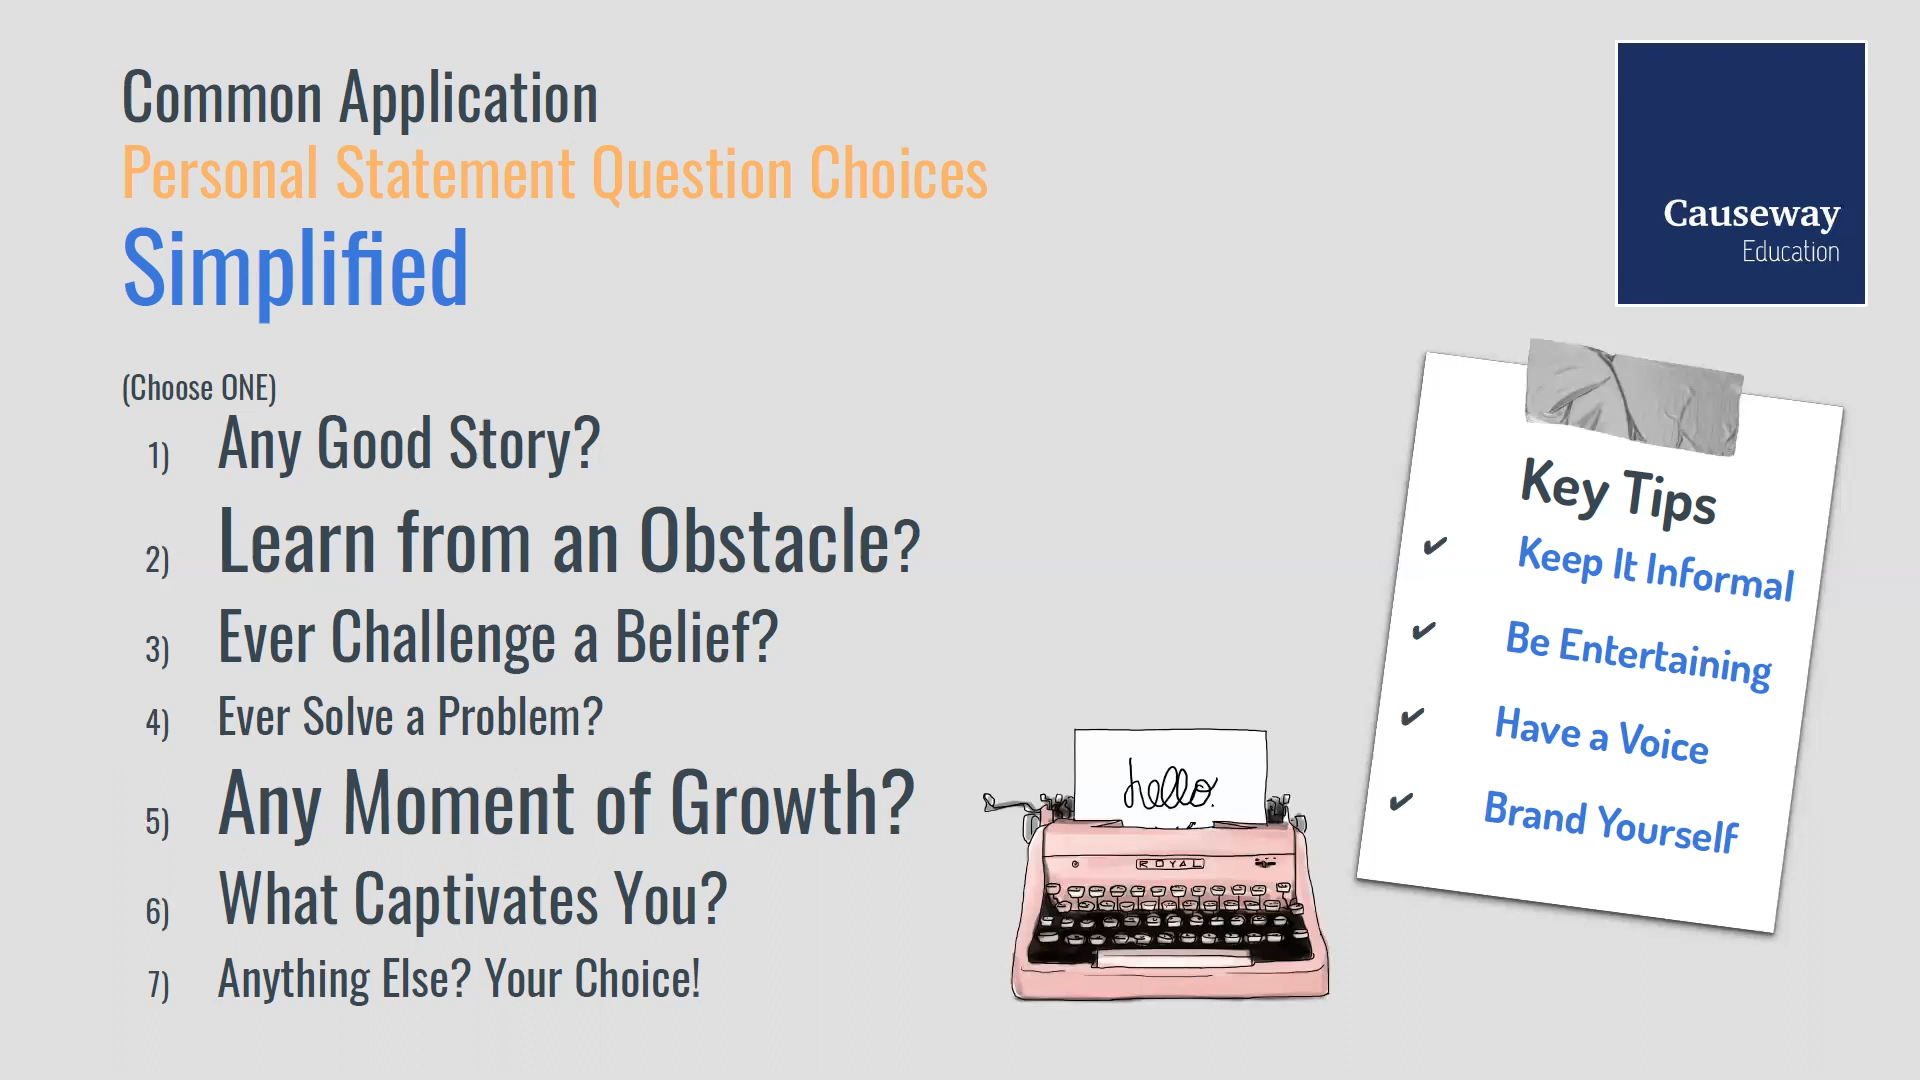 Common Application
Personal Statement Question Choices
Simplified
(Choose ONE)
1) Any Good Story?
2) Learn from an Obstacle?
3) Ever Challenge a Belief?
4) Ever Solve a Problem?
5) Any Moment of Growth?
6) What Captivates You?
7) Anything Else? Your Choice!
Causeway
Education
Key Tips
✔ Keep It Informal
✔ Be Entertaining
✔ Have a Voice
✔ Brand Yourself
hello.
ROYAL